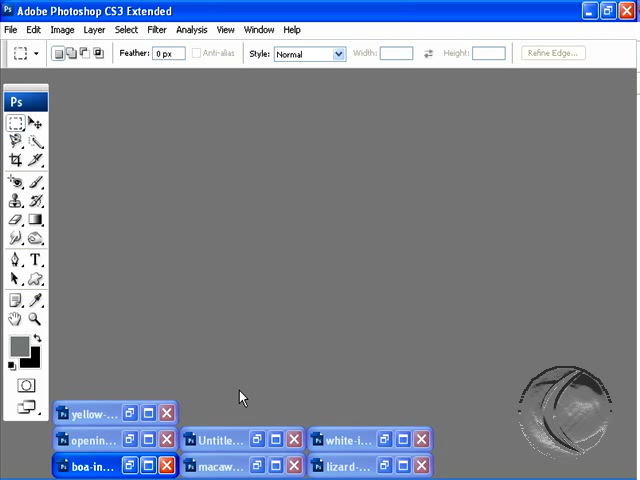 Ps Adobe Photoshop CS3 Extended
File Edit Image Layer Select Filter Analysis View Window Help
Feather: 0 px Anti-alias Style: Normal Width: Height: Refine Edge...
Ps
T
yellow-...
openin... Untitle... white-i...
boa-in... macaw... lizard-...